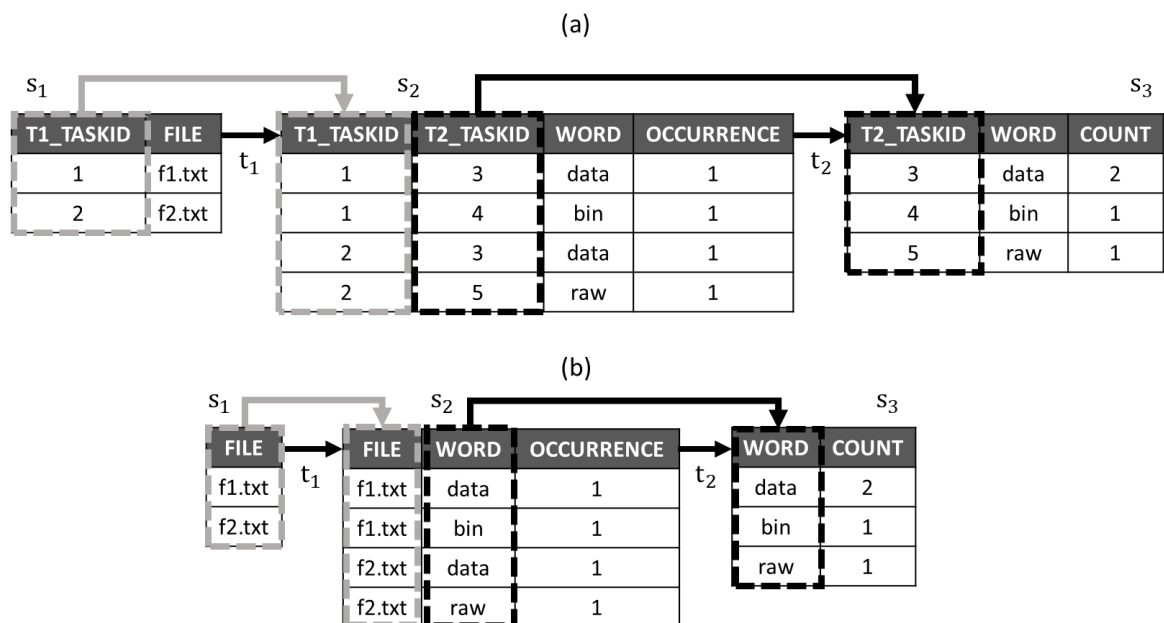 (a)
s1 s2 s3
T1_TASKID FILE T1_TASKID T2_TASKID WORD OCCURRENCE T2_TASKID WORD COUNT
t1 t2
1 f1.txt 1 3 data 1 3 data 2
2 f2.txt 1 4 bin 1 4 bin 1
2 3 data 1 5 raw 1
2 5 raw 1
(b)
s1 s2 s3
FILE FILE WORD OCCURRENCE WORD COUNT
t1 t2
f1.txt f1.txt data 1 data 2
f2.txt f1.txt bin 1 bin 1
f2.txt data 1 raw 1
f2.txt raw 1